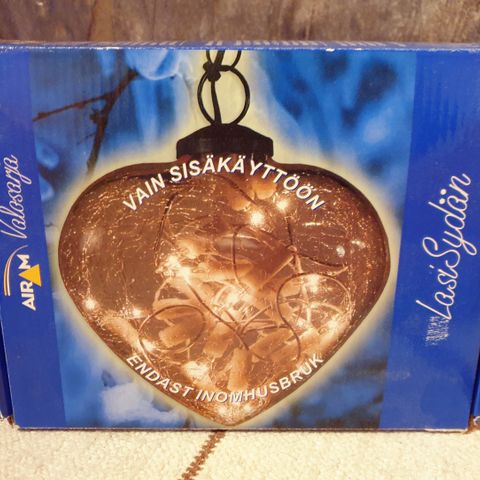 VAIN SISÄKÄYTTÖÖN
ENDAST INOMHUSBRUK
AIRAM Valosarja
LasiSydän